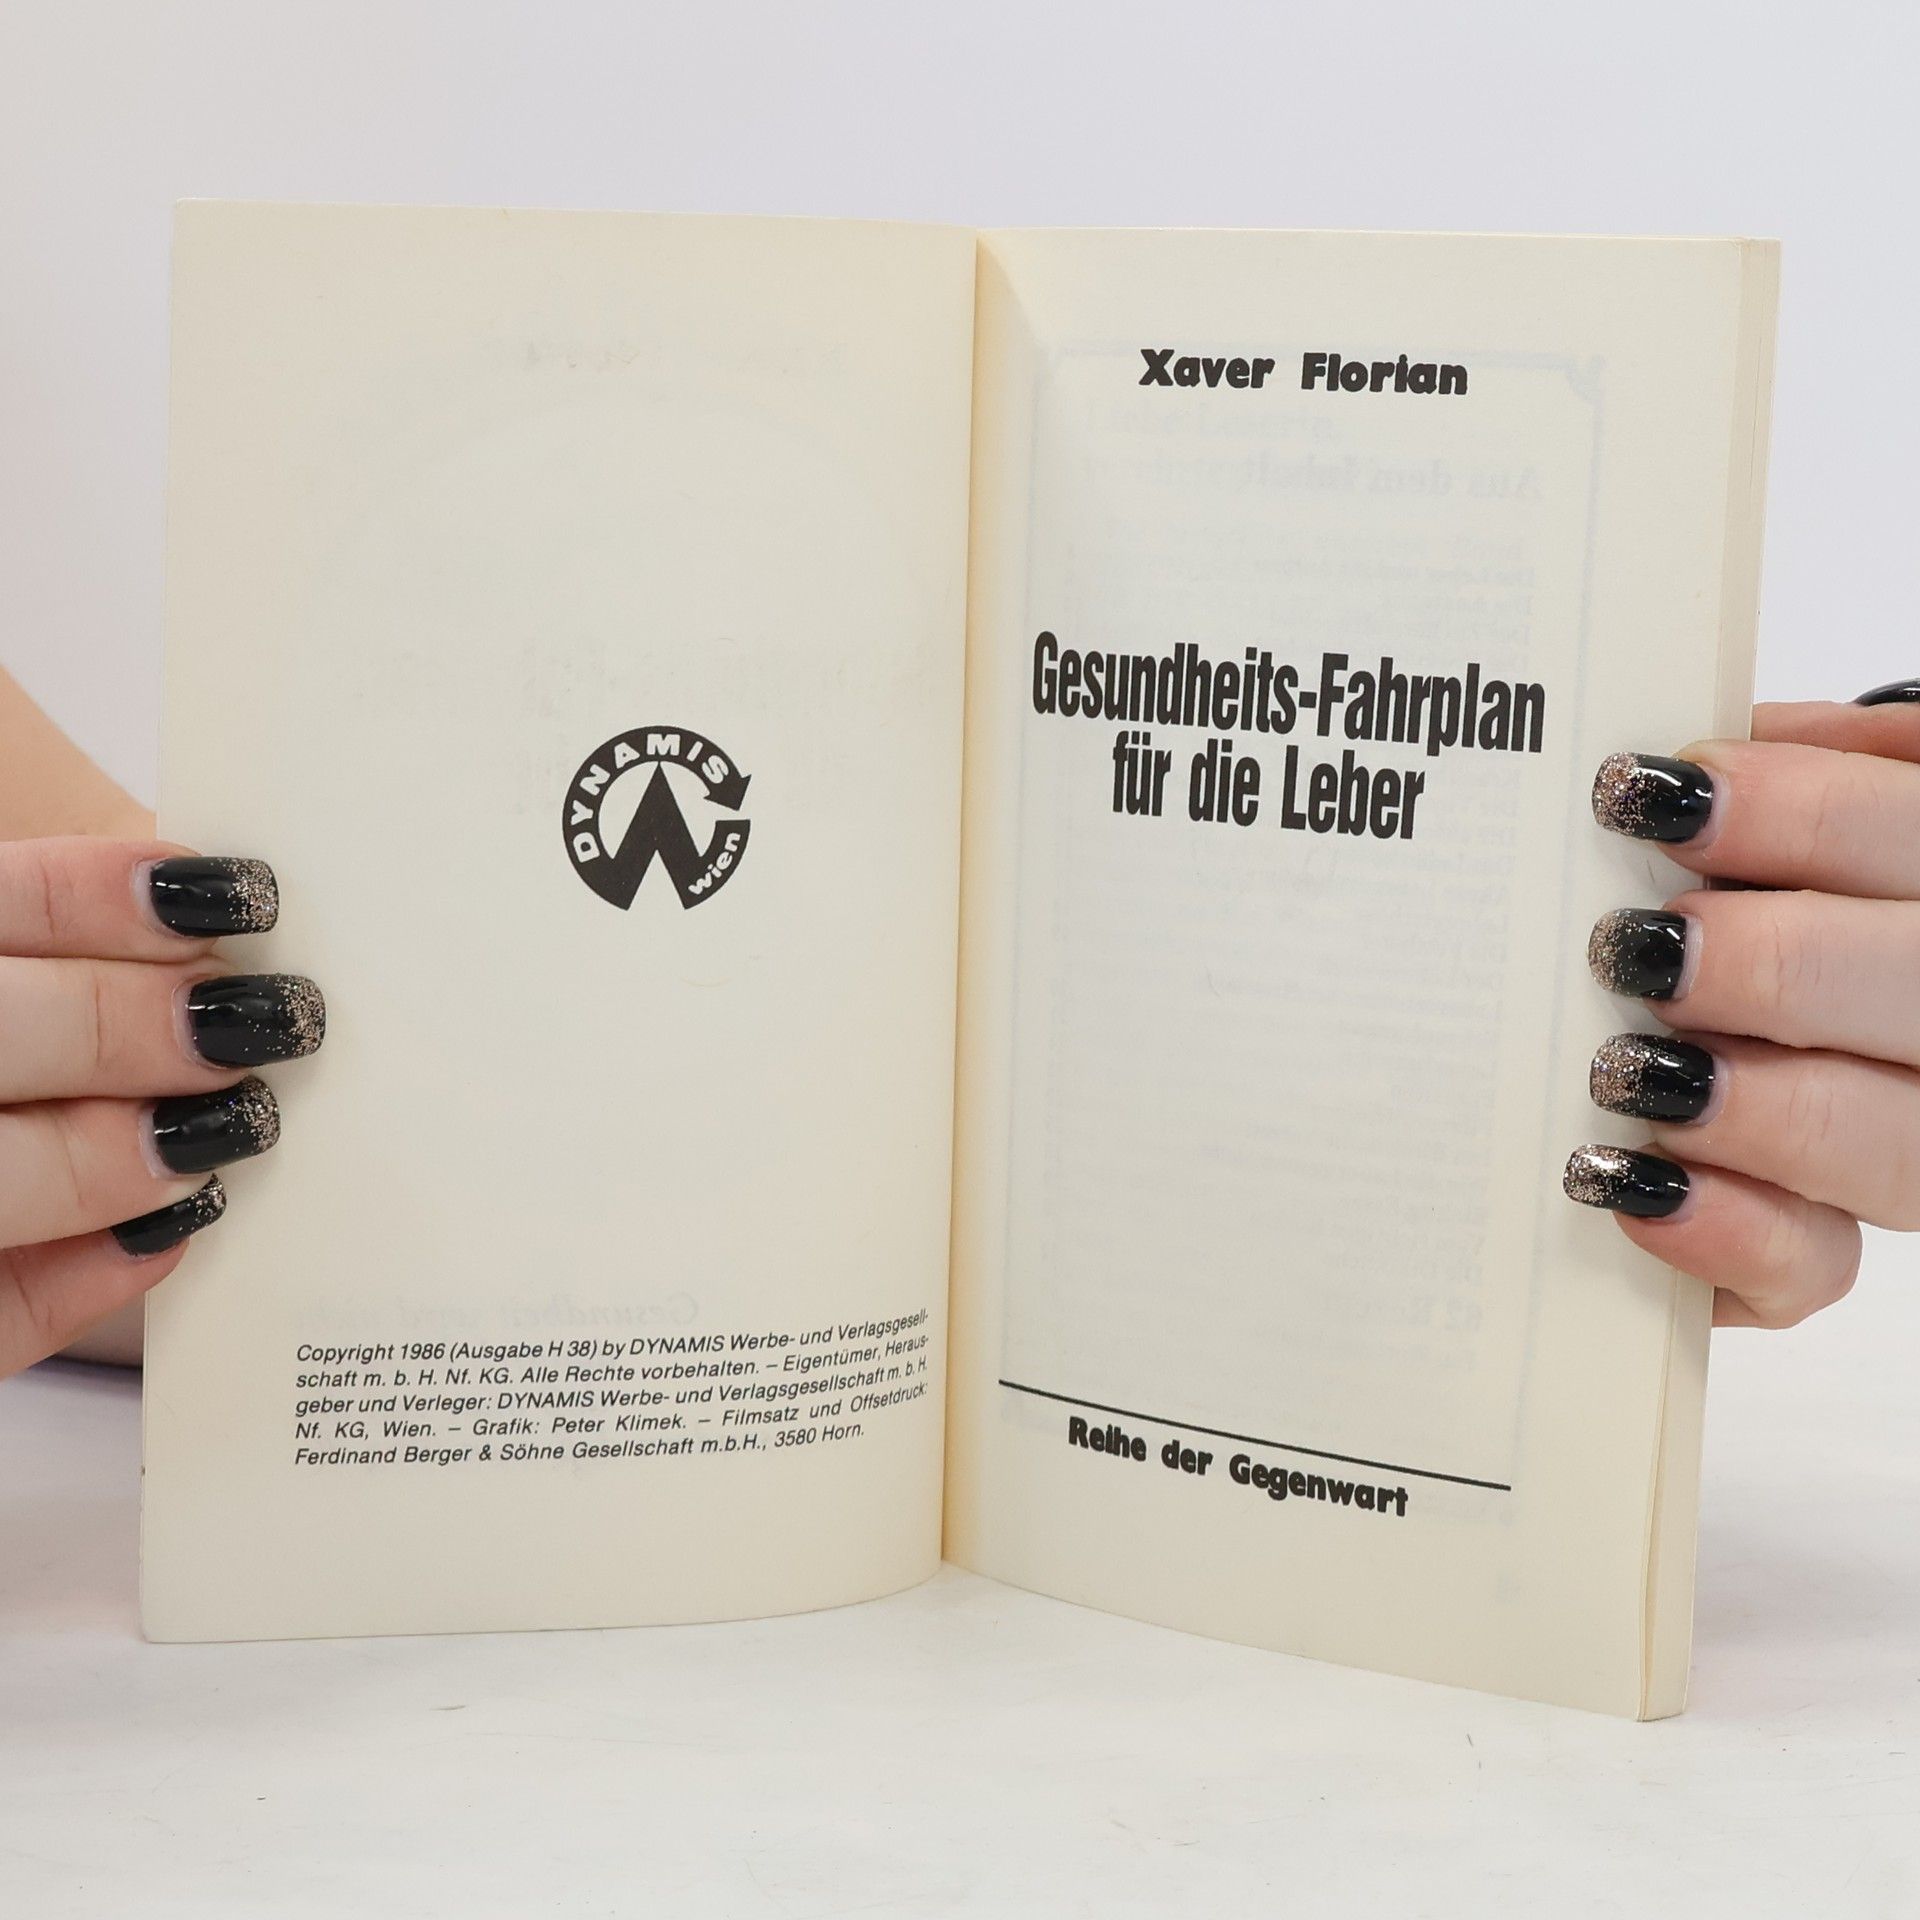 DYNAMIS
wien
Copyright 1986 (Ausgabe H 38) by DYNAMIS Werbe- und Verlagsgesell-
schaft m. b. H. Nf. KG. Alle Rechte vorbehalten. – Eigentümer, Heraus-
geber und Verleger: DYNAMIS Werbe- und Verlagsgesellschaft m. b. H.
Nf. KG, Wien. – Grafik: Peter Klimek. – Filmsatz und Offsetdruck:
Ferdinand Berger & Söhne Gesellschaft m.b.H., 3580 Horn.
Xaver Florian
Gesundheits-Fahrplan
für die Leber
Reihe der Gegenwart